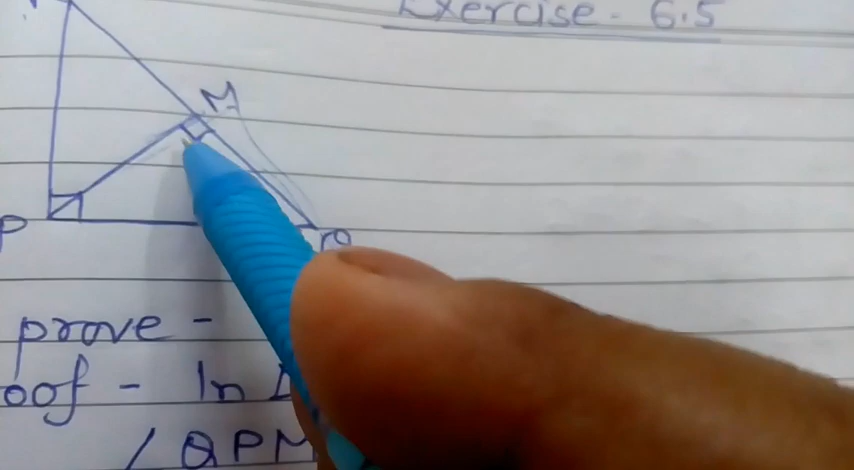 Exercise - 6.5
M
P
Q
prove -
oof - In
∠QPM